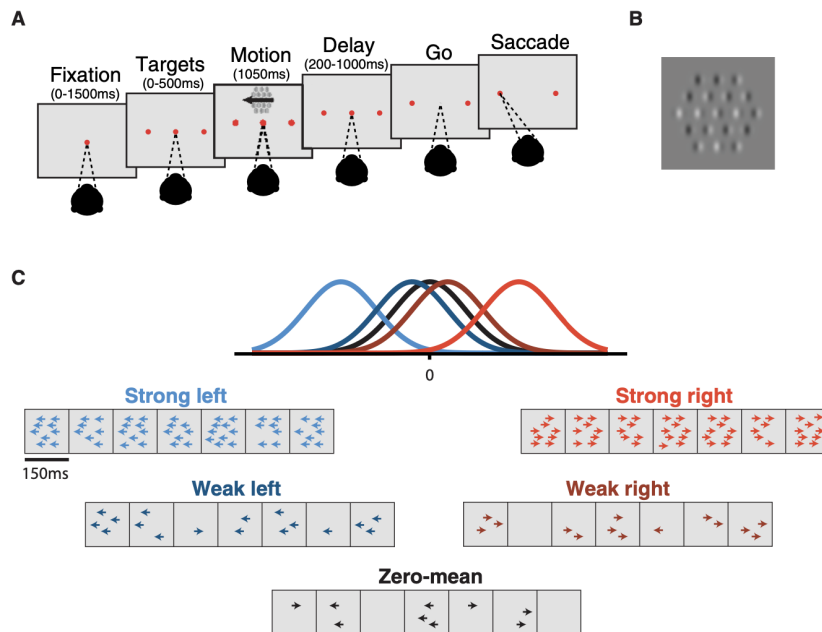 A
Fixation
(0-1500ms)
Targets
(0-500ms)
Motion
(1050ms)
Delay
(200-1000ms)
Go
Saccade
B
C
0
Strong left
150ms
Strong right
Weak left
Weak right
Zero-mean